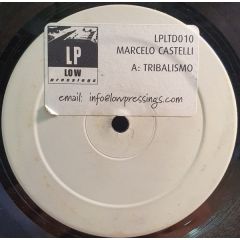 LPLTD010
MARCELO CASTELLI
A: TRIBALISMO
LP
LOW
PRESSINGS
email: info@lowpressings.com